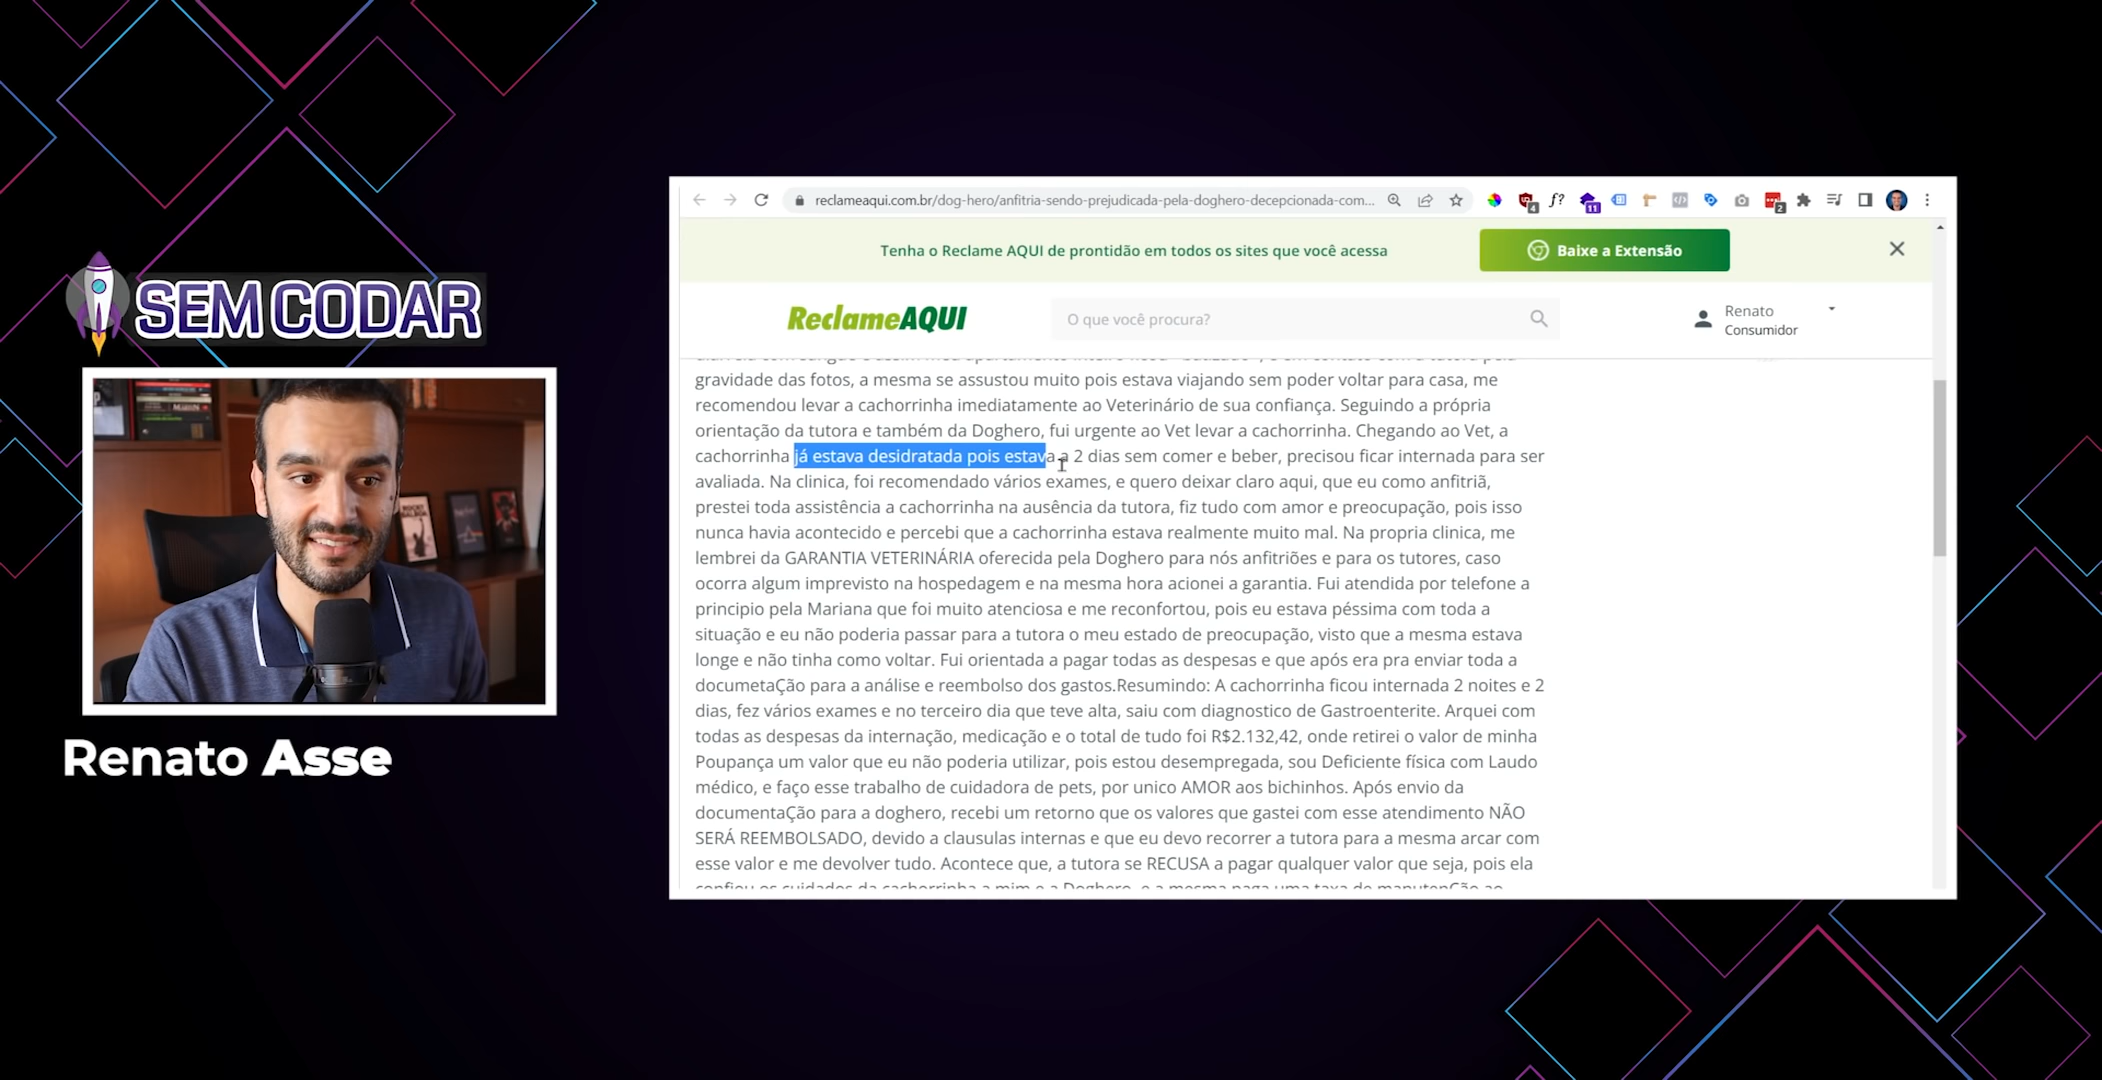 SEM CODAR
Renato Asse
reclameaqui.com.br/dog-hero/anfitria-sendo-prejudicada-pela-doghero-decepcionada-com...
f?
4
11
2
Tenha o Reclame AQUI de prontidão em todos os sites que você acessa
Baixe a Extensão
ReclameAQUI
O que você procura?
Renato
Consumidor
gravidade das fotos, a mesma se assustou muito pois estava viajando sem poder voltar para casa, me
recomendou levar a cachorrinha imediatamente ao Veterinário de sua confiança. Seguindo a própria
orientação da tutora e também da Doghero, fui urgente ao Vet levar a cachorrinha. Chegando ao Vet, a
cachorrinha já estava desidratada pois estava a 2 dias sem comer e beber, precisou ficar internada para ser
avaliada. Na clinica, foi recomendado vários exames, e quero deixar claro aqui, que eu como anfitriã,
prestei toda assistência a cachorrinha na ausência da tutora, fiz tudo com amor e preocupação, pois isso
nunca havia acontecido e percebi que a cachorrinha estava realmente muito mal. Na propria clinica, me
lembrei da GARANTIA VETERINÁRIA oferecida pela Doghero para nós anfitriões e para os tutores, caso
ocorra algum imprevisto na hospedagem e na mesma hora acionei a garantia. Fui atendida por telefone a
principio pela Mariana que foi muito atenciosa e me reconfortou, pois eu estava péssima com toda a
situação e eu não poderia passar para a tutora o meu estado de preocupação, visto que a mesma estava
longe e não tinha como voltar. Fui orientada a pagar todas as despesas e que após era pra enviar toda a
documetaÇão para a análise e reembolso dos gastos.Resumindo: A cachorrinha ficou internada 2 noites e 2
dias, fez vários exames e no terceiro dia que teve alta, saiu com diagnostico de Gastroenterite. Arquei com
todas as despesas da internação, medicação e o total de tudo foi R$2.132,42, onde retirei o valor de minha
Poupança um valor que eu não poderia utilizar, pois estou desempregada, sou Deficiente física com Laudo
médico, e faço esse trabalho de cuidadora de pets, por unico AMOR aos bichinhos. Após envio da
documentaÇão para a doghero, recebi um retorno que os valores que gastei com esse atendimento NÃO
SERÁ REEMBOLSADO, devido a clausulas internas e que eu devo recorrer a tutora para a mesma arcar com
esse valor e me devolver tudo. Acontece que, a tutora se RECUSA a pagar qualquer valor que seja, pois ela
confiou os cuidados da cachorrinha a mim e a Doghero, e a mesma paga uma taxa de manutenÇão ao